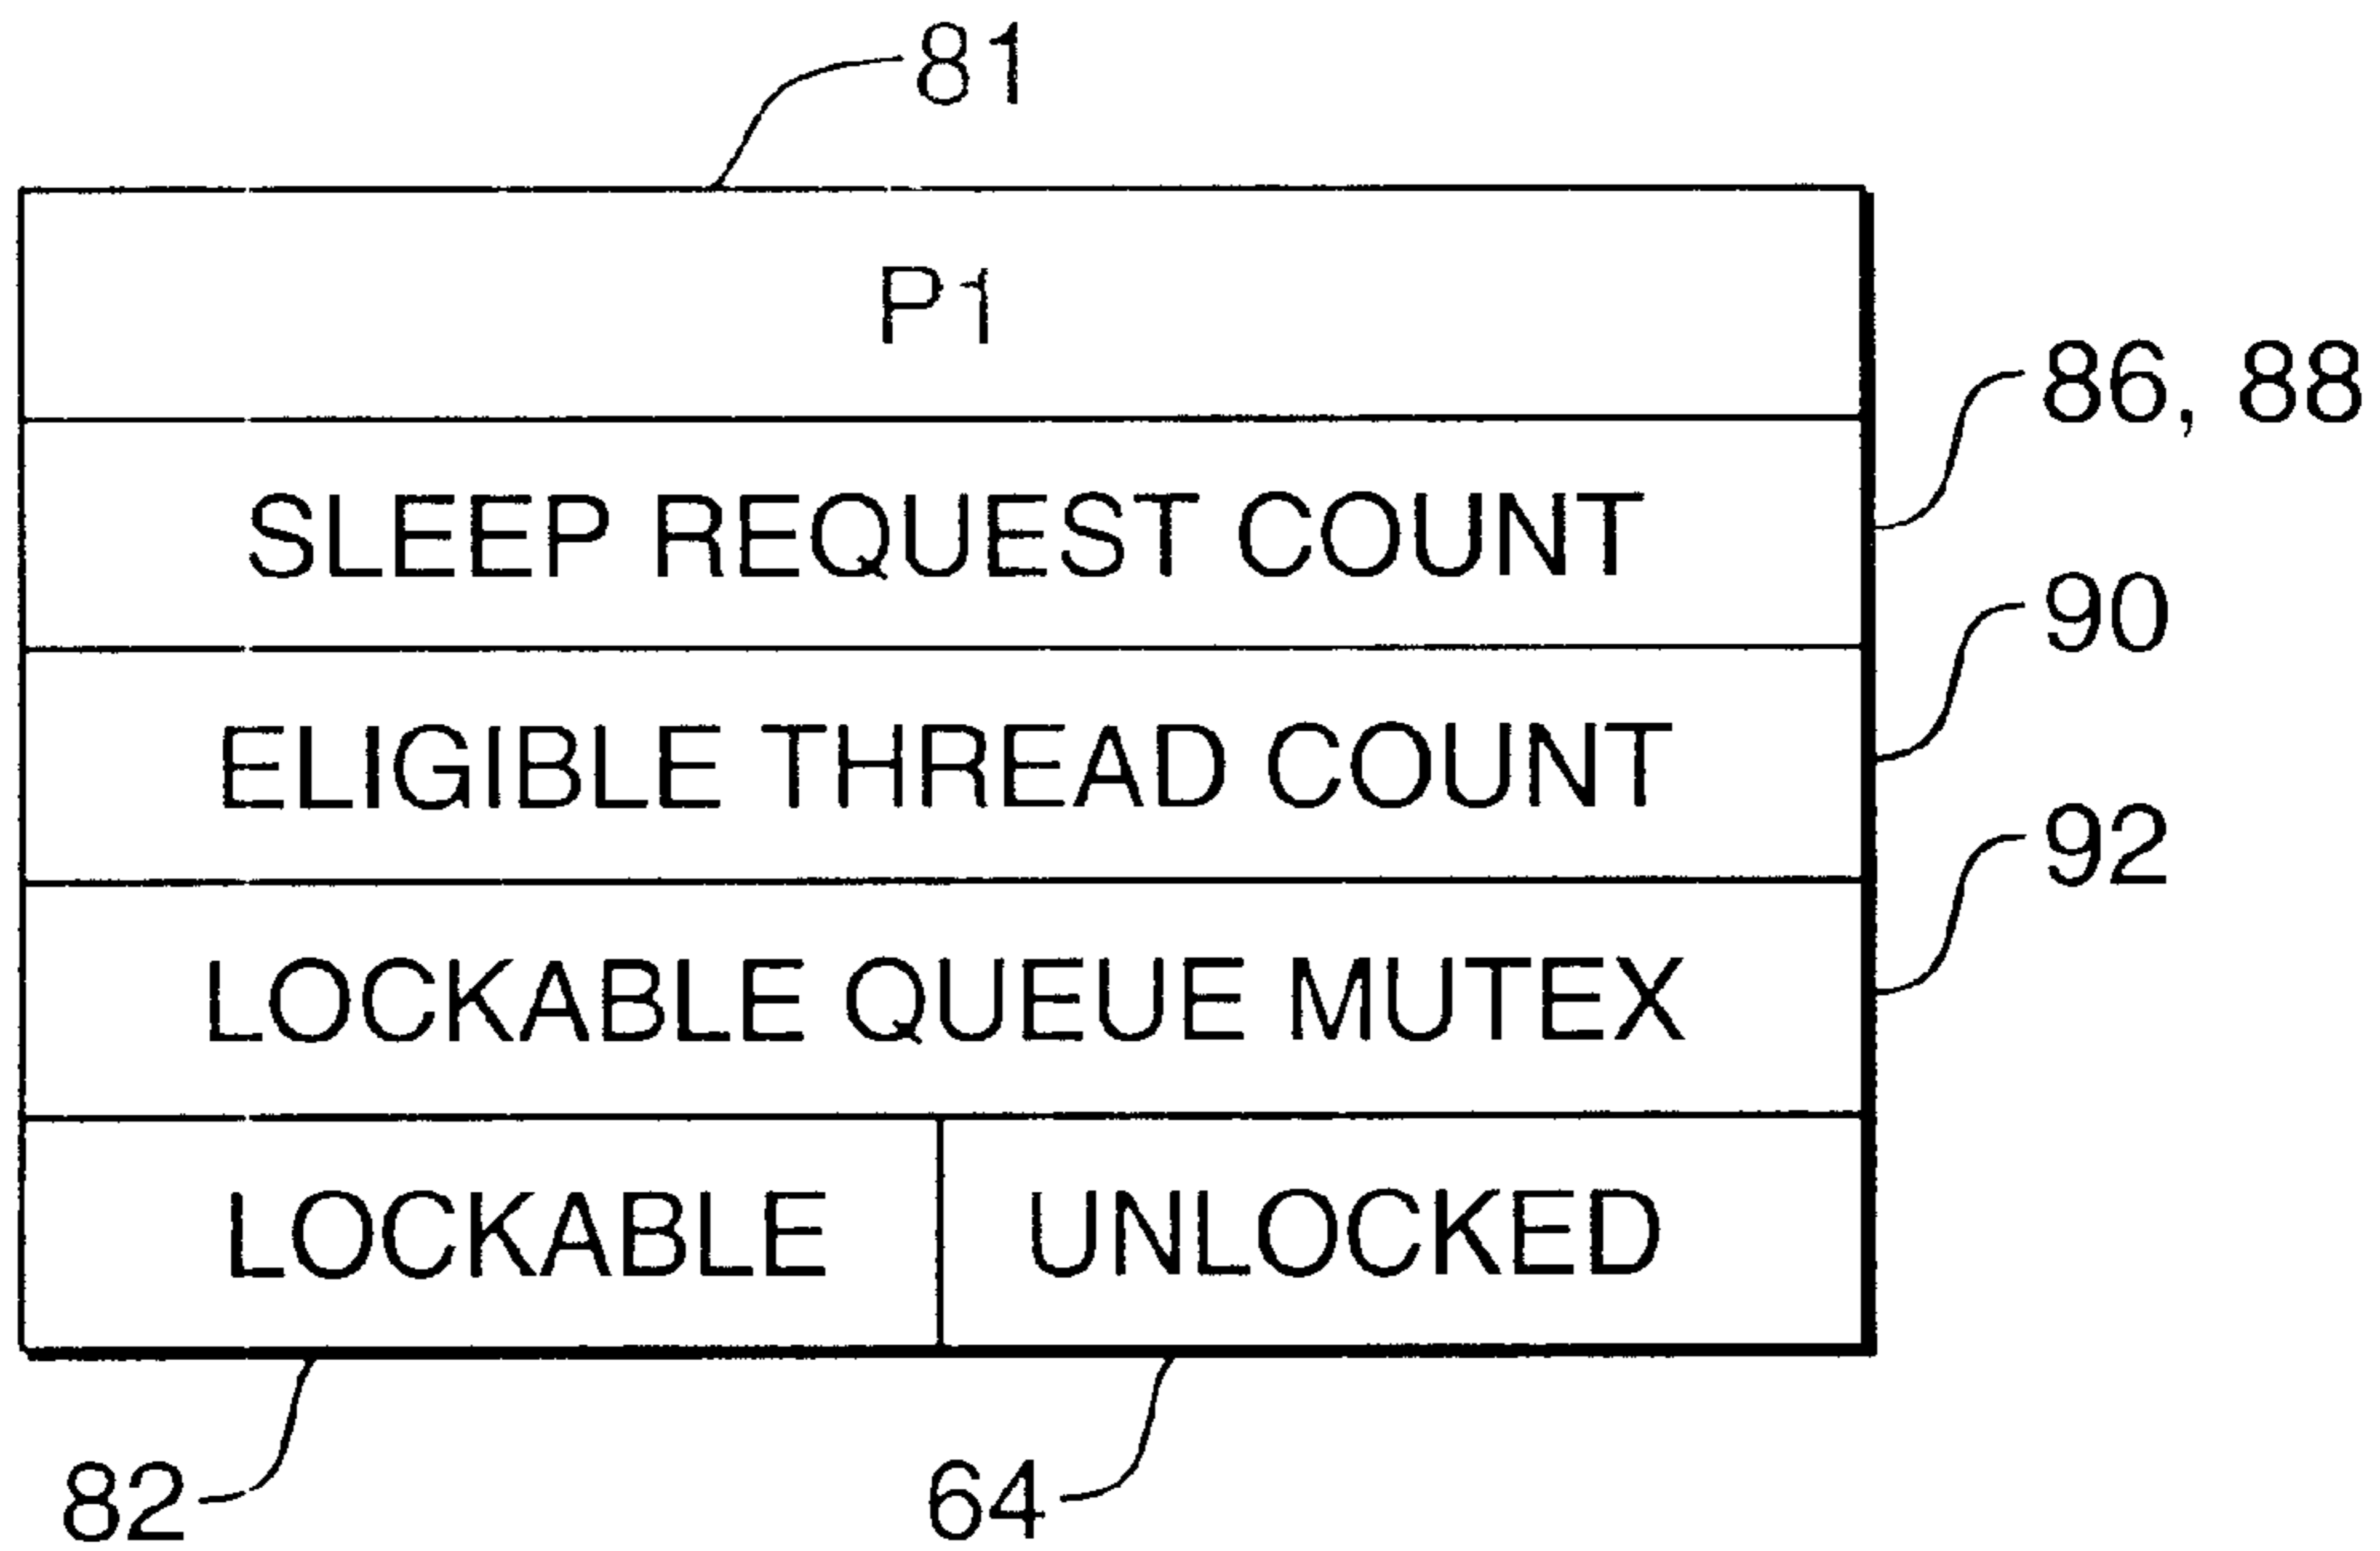 81
P1
86, 88
SLEEP REQUEST COUNT
90
ELIGIBLE THREAD COUNT
92
LOCKABLE QUEUE MUTEX
LOCKABLE UNLOCKED
82 64